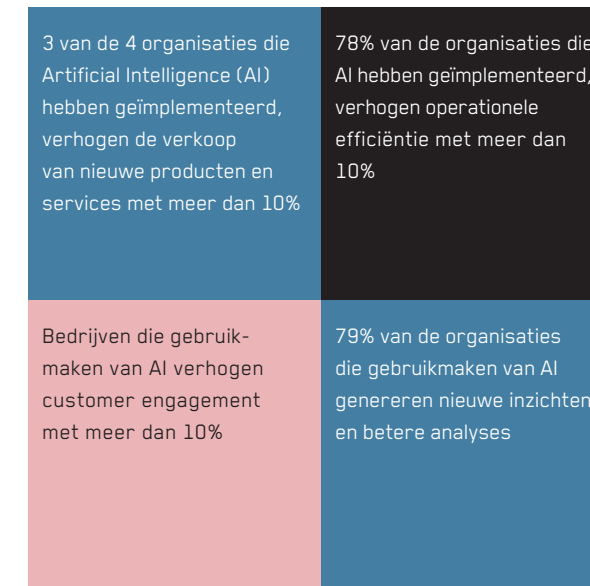 3 van de 4 organisaties die
Artificial Intelligence (AI)
hebben geïmplementeerd,
verhogen de verkoop
van nieuwe producten en
services met meer dan 10%
78% van de organisaties die
AI hebben geïmplementeerd,
verhogen operationele
efficiëntie met meer dan
10%
Bedrijven die gebruik-
maken van AI verhogen
customer engagement
met meer dan 10%
79% van de organisaties
die gebruikmaken van AI
genereren nieuwe inzichten
en betere analyses